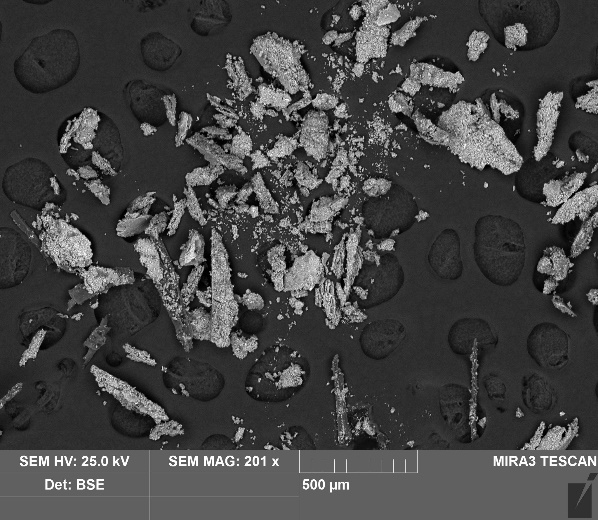 SEM HV: 25.0 kV SEM MAG: 201 x MIRA3 TESCAN
Det: BSE 500 µm